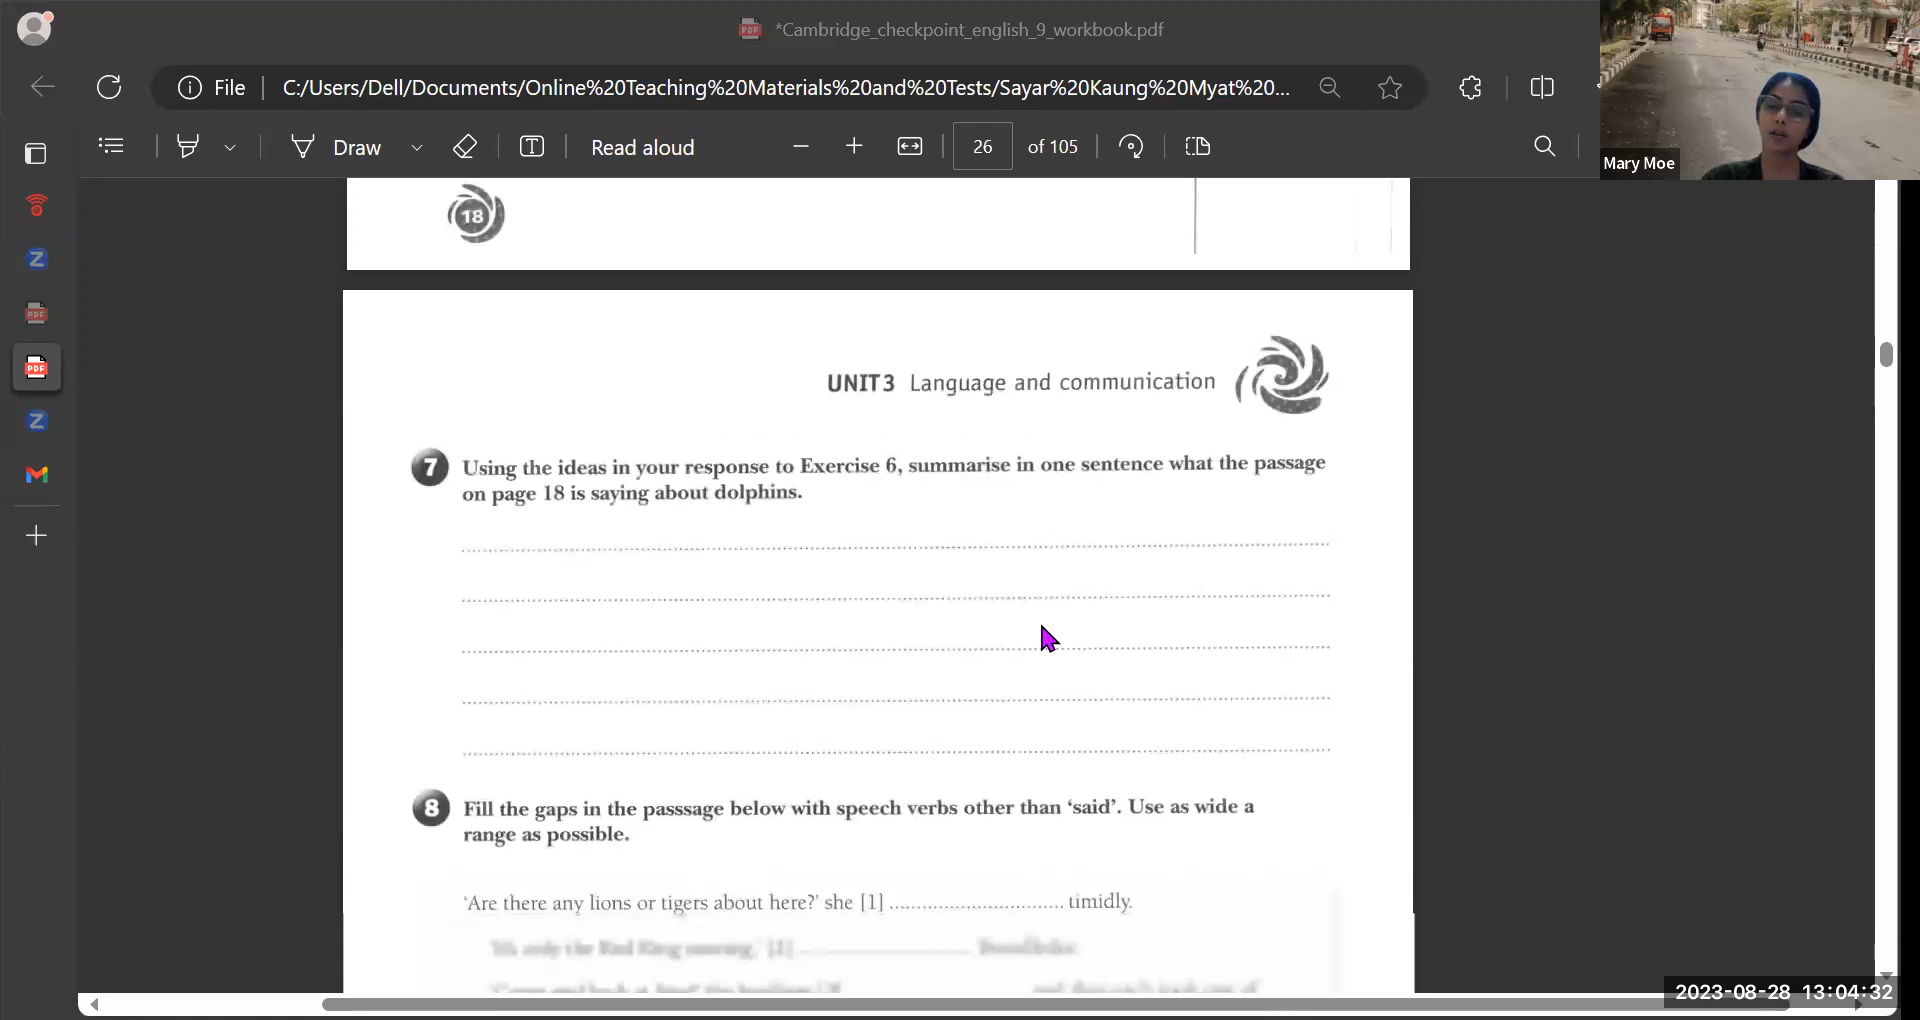 *Cambridge_checkpoint_english_9_workbook.pdf
File
C:/Users/Dell/Documents/Online%20Teaching%20Materials%20and%20Tests/Sayar%20Kaung%20Myat%20...
Draw
Read aloud
26 of 105
Mary Moe
18
UNIT 3 Language and communication
7 Using the ideas in your response to Exercise 6, summarise in one sentence what the passage
on page 18 is saying about dolphins.
8 Fill the gaps in the passsage below with speech verbs other than ‘said’. Use as wide a
range as possible.
‘Are there any lions or tigers about here?’ she [1] .............................. timidly.
2023-08-28 13:04:32